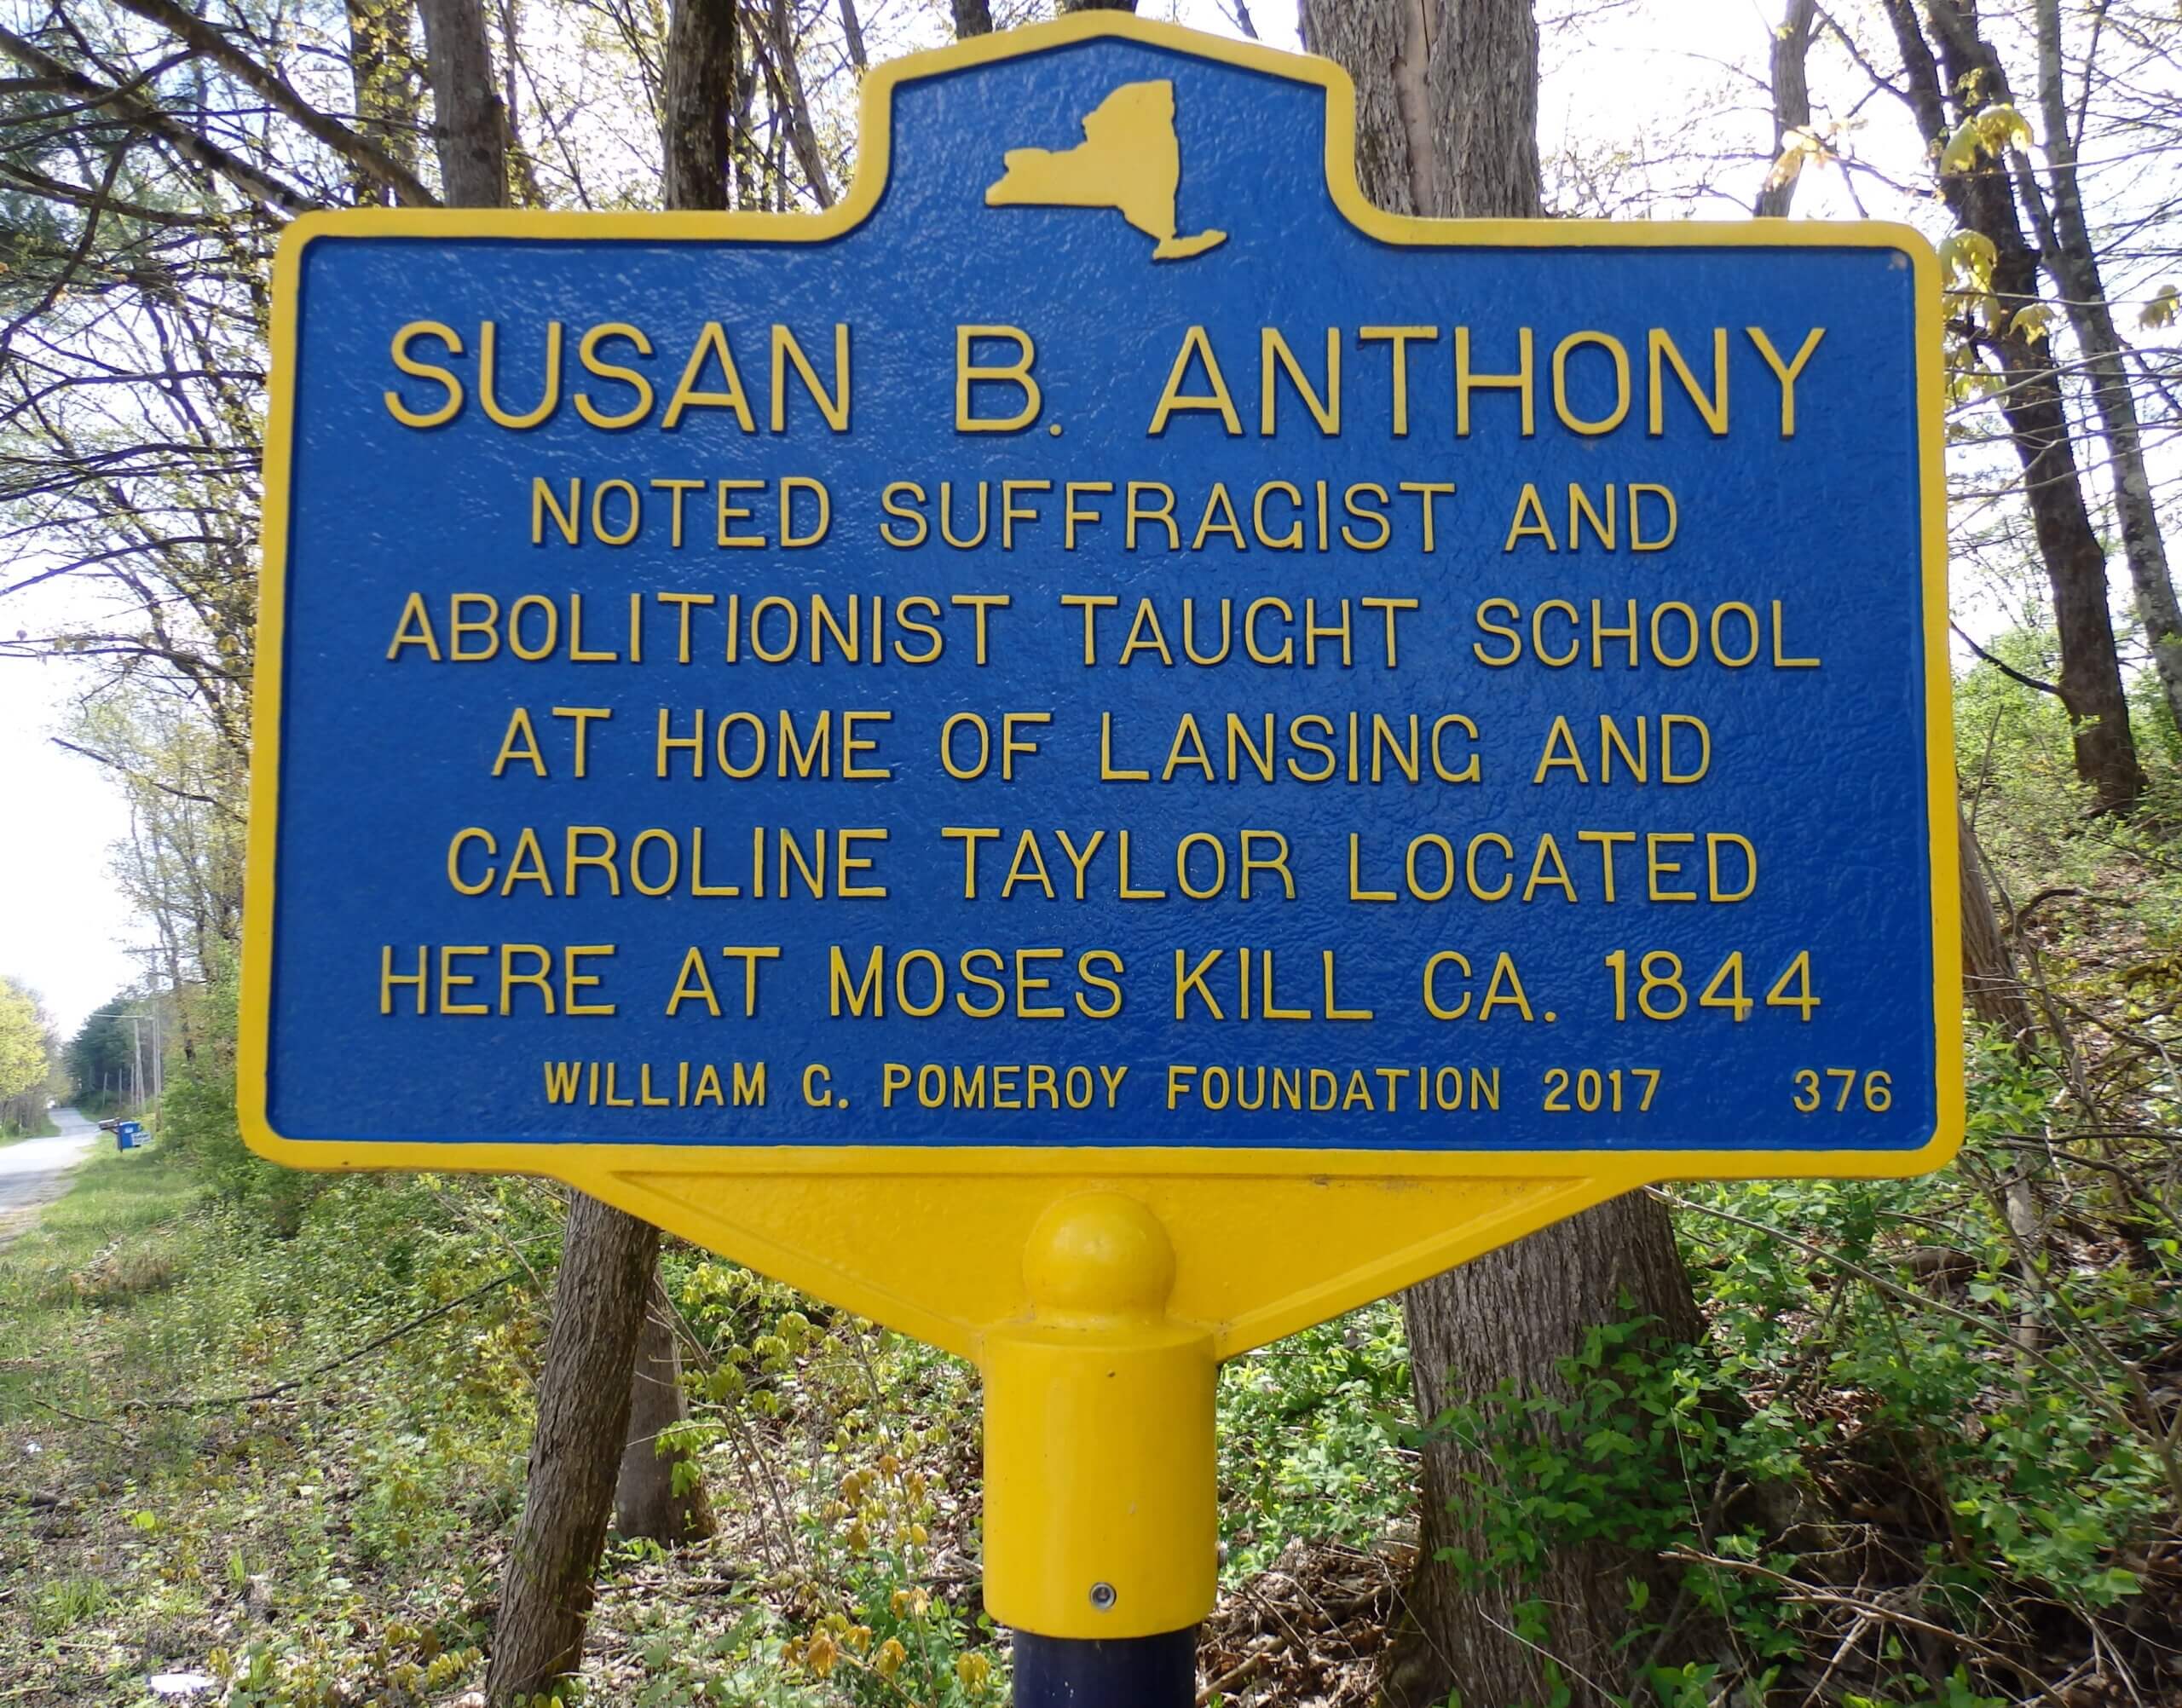 SUSAN B. ANTHONY
NOTED SUFFRAGIST AND
ABOLITIONIST TAUGHT SCHOOL
AT HOME OF LANSING AND
CAROLINE TAYLOR LOCATED
HERE AT MOSES KILL CA. 1844
WILLIAM G. POMEROY FOUNDATION 2017 376